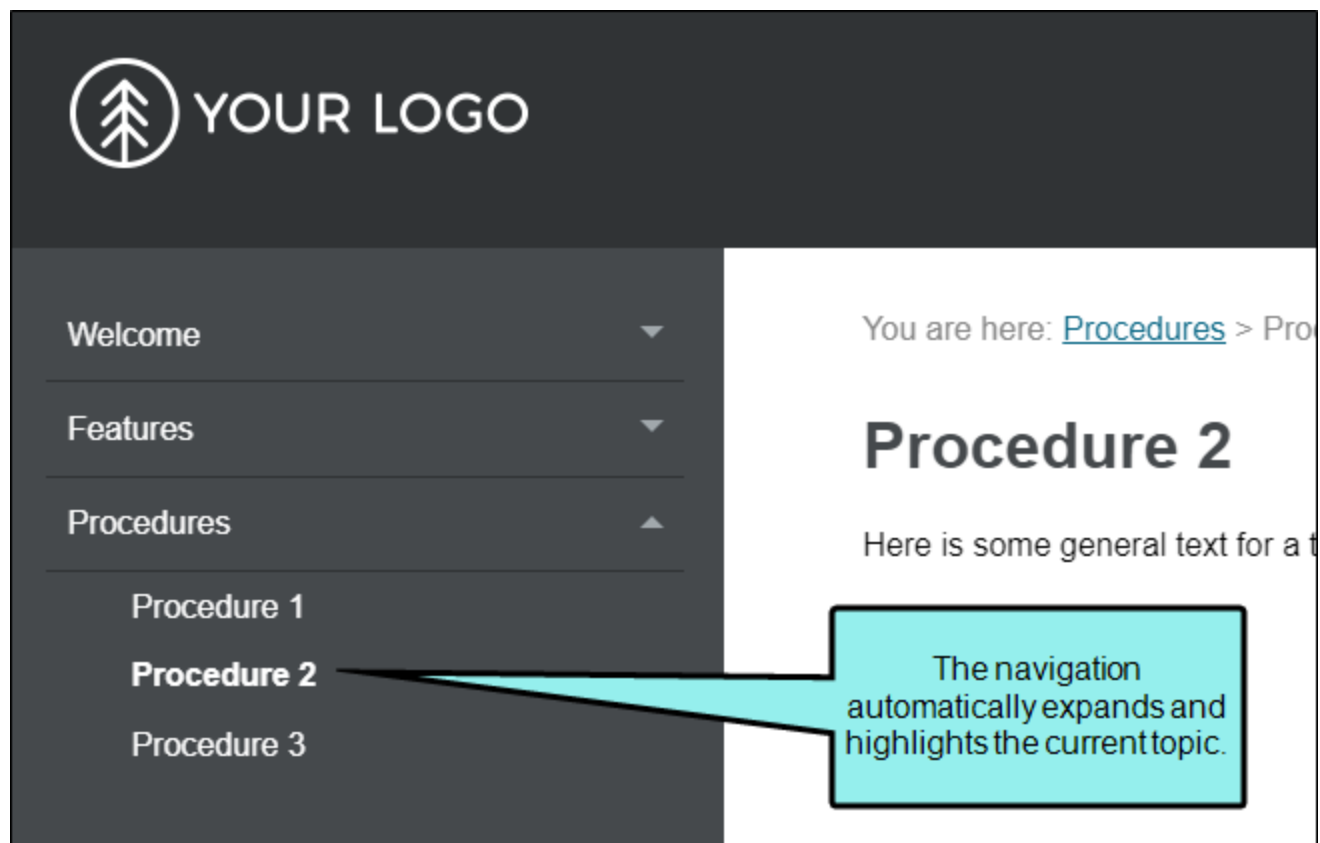 YOUR LOGO
Welcome
Features
Procedures
Procedure 1
Procedure 2
Procedure 3
You are here: Procedures >
Procedure 2
Here is some general text for a
The navigation
automatically expands and
highlights the current topic.